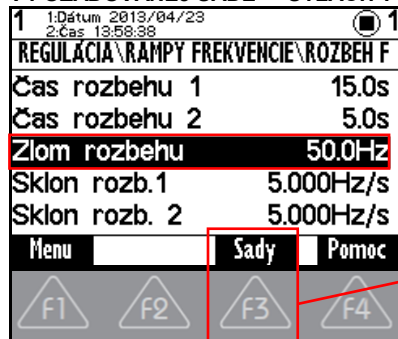 1 1:Dátum 2013/04/23 1
2:Čas 13:58:38
REGULÁCIA\RAMPY FREKVENCIE\ROZBEH F
Čas rozbehu 1 15.0s
Čas rozbehu 2 5.0s
Zlom rozbehu 50.0Hz
Sklon rozb.1 5.000Hz/s
Sklon rozb. 2 5.000Hz/s
Menu Sady Pomoc
F1 F2 F3 F4